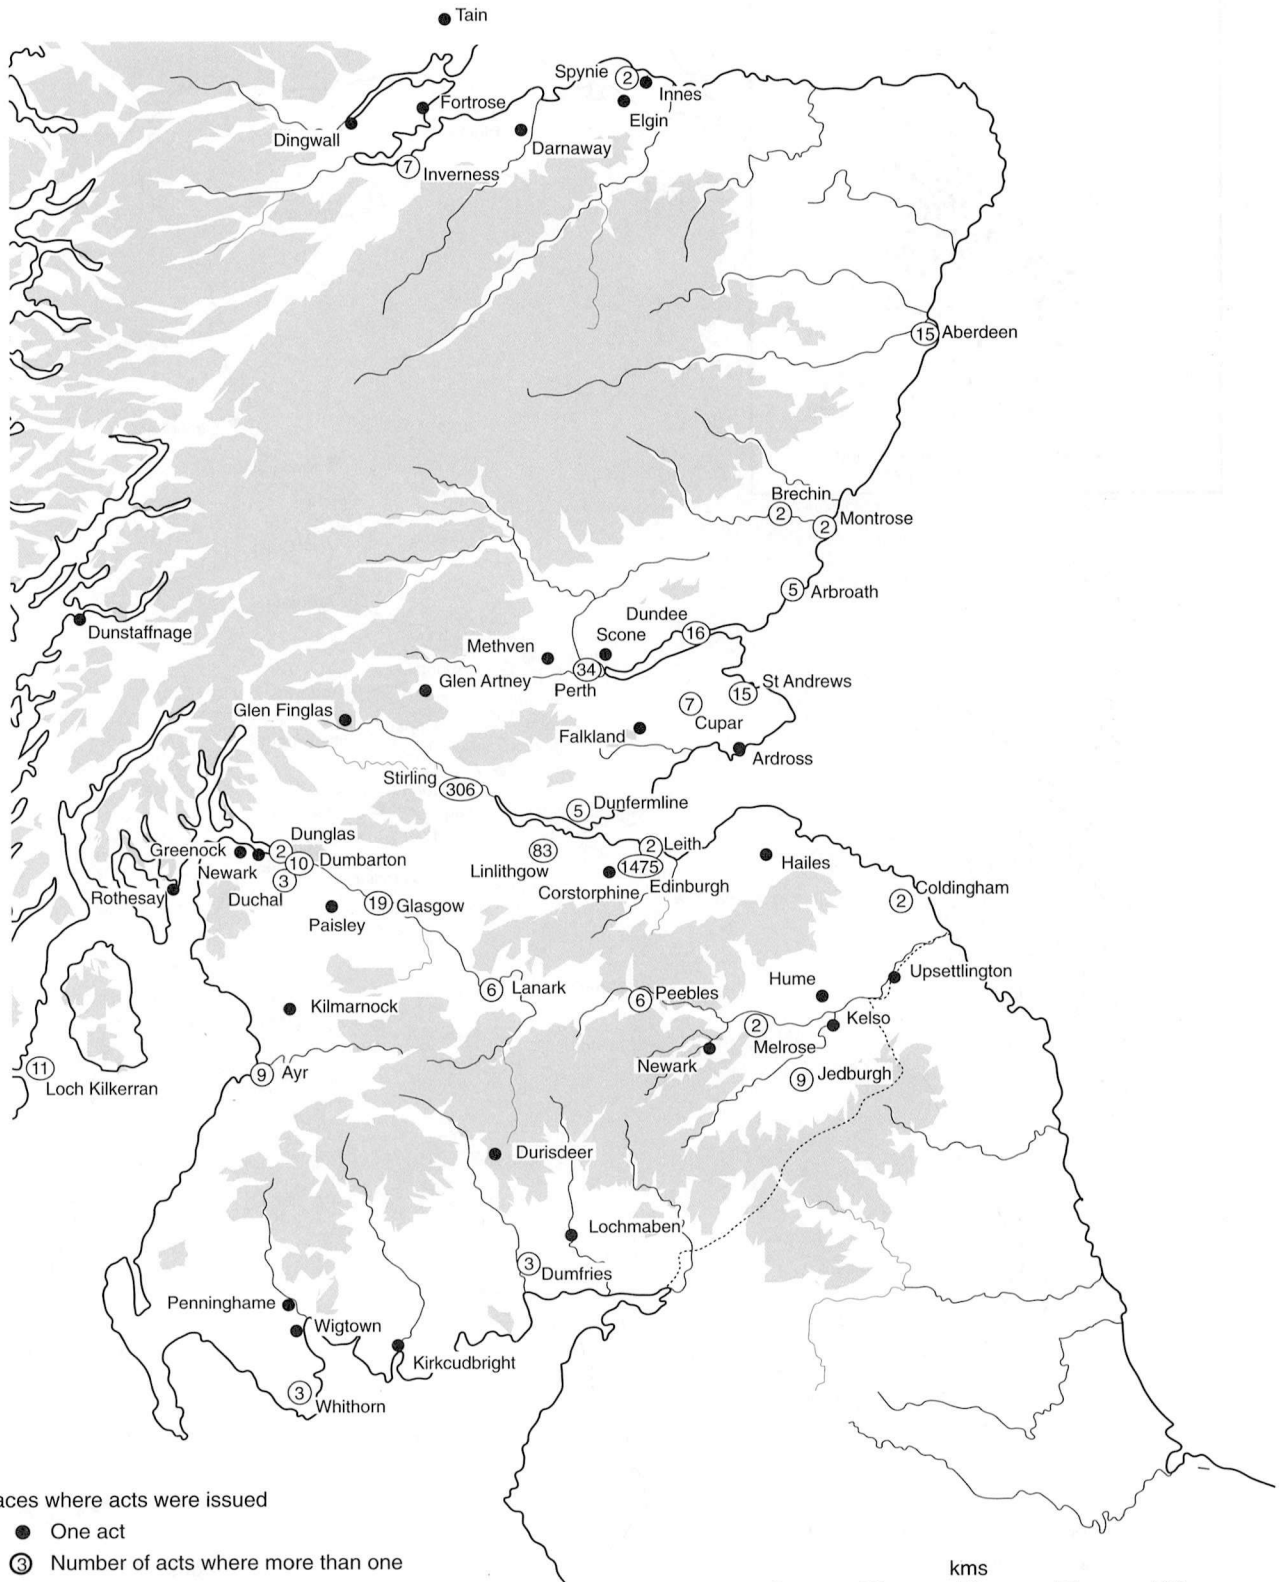 Tain
Spynie
2
Innes
Fortrose
Elgin
Dingwall
Darnaway
7
Inverness
15
Aberdeen
Brechin
2
2
Montrose
5
Arbroath
Dundee
16
Dunstaffnage
Scone
Methven
34
Perth
Glen Artney
15
St Andrews
7
Cupar
Glen Finglas
Falkland
Ardross
Stirling
306
5
Dunfermline
Dunglas
2
Leith
Greenock
2
10
Dumbarton
83
Linlithgow
1475
Hailes
Newark
3
Corstorphine
Edinburgh
Rothesay
Duchal
19
Glasgow
Coldingham
2
Paisley
Upsettlington
Hume
6
Lanark
6
Peebles
Kilmarnock
Kelso
2
Melrose
Newark
11
Loch Kilkerran
9
Ayr
9
Jedburgh
Durisdeer
Lochmaben
3
Dumfries
Penninghame
Wigtown
Kirkcudbright
3
Whithorn
aces where acts were issued
One act
3 Number of acts where more than one
kms